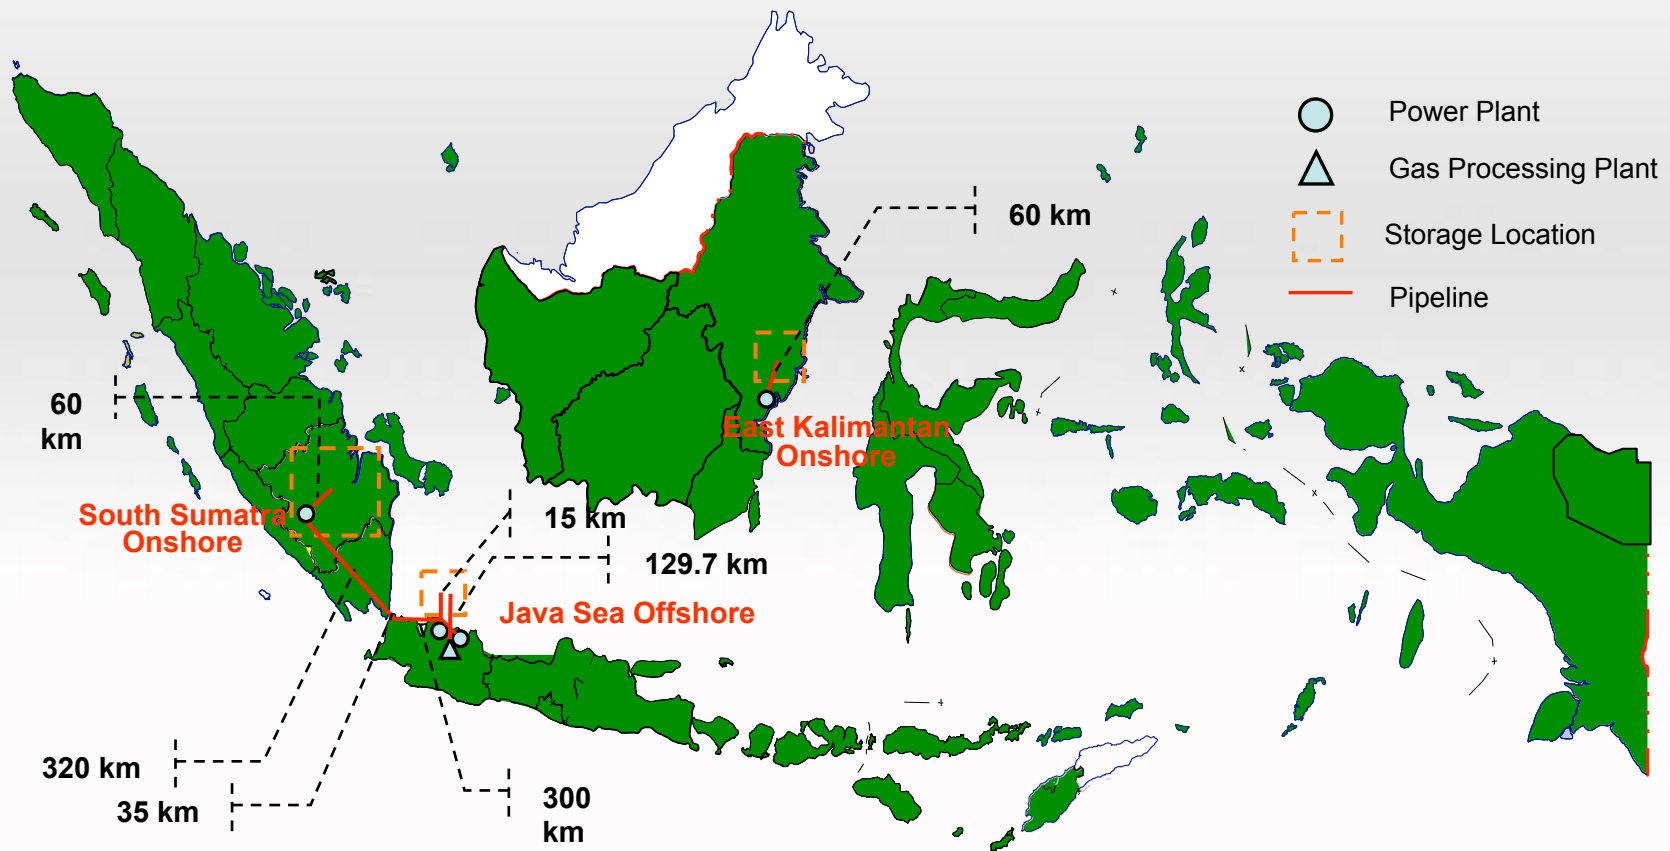 Power Plant
Gas Processing Plant
60 km
Storage Location
Pipeline
60
km
East Kalimantan
Onshore
South Sumatra
Onshore
15 km
129.7 km
Java Sea Offshore
320 km
35 km
300
km